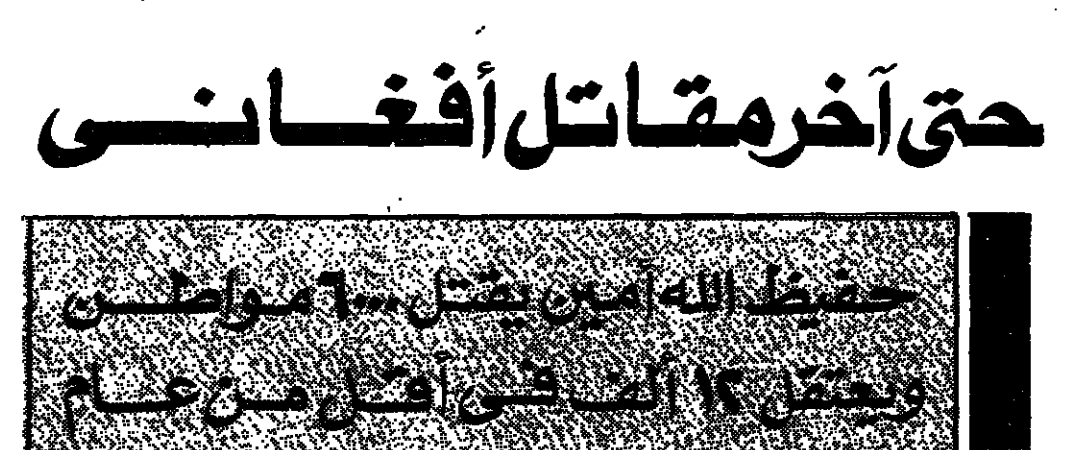 حتى آخر مقاتل أفغانى
حفيظ الله أمين يقتل ٦٠٠٠ مواطن
ويعتقل ١٢ ألف فى أقل من عام